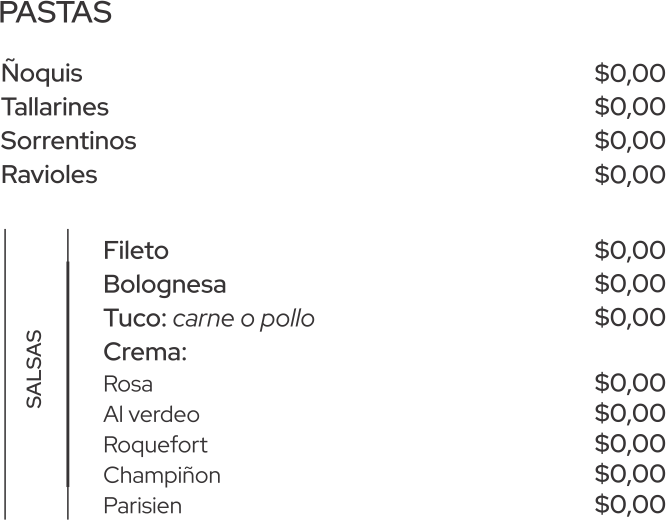 PASTAS
Ñoquis $0,00
Tallarines $0,00
Sorrentinos $0,00
Ravioles $0,00
SALSAS
Fileto $0,00
Bolognesa $0,00
Tuco: carne o pollo $0,00
Crema:
Rosa $0,00
Al verdeo $0,00
Roquefort $0,00
Champiñon $0,00
Parisien $0,00